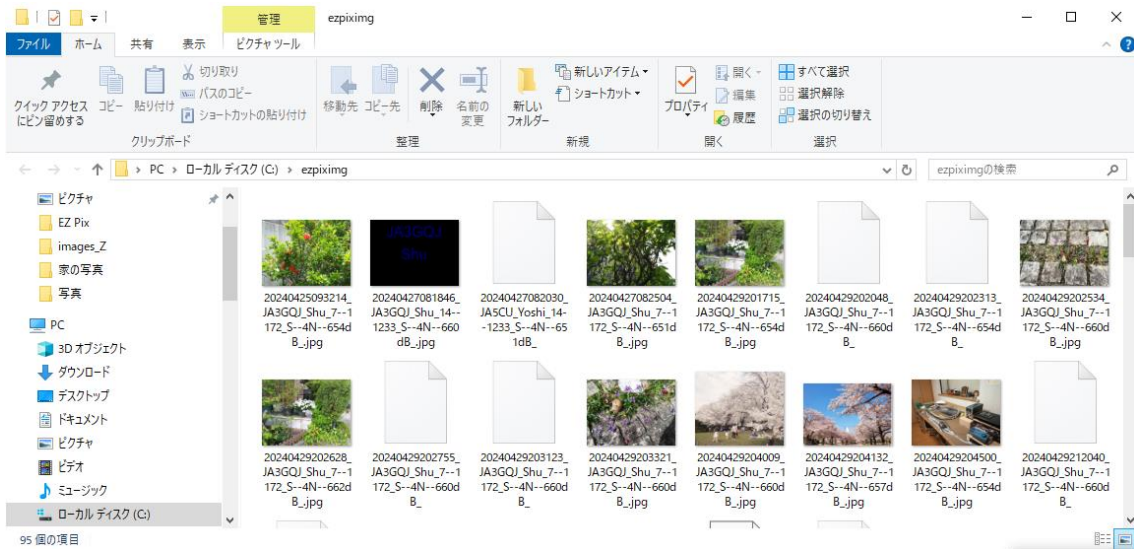 管理
ezpiximg
ファイル
ホーム
共有
表示
ピクチャ ツール
クイック アクセス
にピン留めする
コピー
貼り付け
切り取り
パスのコピー
ショートカットの貼り付け
クリップボード
移動先
コピー先
削除
名前の
変更
整理
新しい
フォルダー
新しいアイテム
ショートカット
新規
プロパティ
開く
編集
履歴
開く
すべて選択
選択解除
選択の切り替え
選択
PC
ローカル ディスク (C:)
ezpiximg
ezpiximgの検索
ピクチャ
EZ Pix
images_Z
家の写真
写真
PC
3D オブジェクト
ダウンロード
デスクトップ
ドキュメント
ピクチャ
ビデオ
ミュージック
ローカル ディスク (C:)
JA3GQJ
Shu
20240425093214_
JA3GQJ_Shu_7--1
172_S--4N--654d
B_.jpg
20240427081846_
JA3GQJ_Shu_14--
1233_S--4N--660
dB_.jpg
20240427082030_
JA5CU_Yoshi_14-
-1233_S--4N--65
1dB_
20240427082504_
JA3GQJ_Shu_7--1
172_S--4N--651d
B_.jpg
20240429201715_
JA3GQJ_Shu_7--1
172_S--4N--654d
B_.jpg
20240429202048_
JA3GQJ_Shu_7--1
172_S--4N--660d
B_
20240429202313_
JA3GQJ_Shu_7--1
172_S--4N--654d
B_
20240429202534_
JA3GQJ_Shu_7--1
172_S--4N--660d
B_.jpg
20240429202628_
JA3GQJ_Shu_7--1
172_S--4N--662d
B_.jpg
20240429202755_
JA3GQJ_Shu_7--1
172_S--4N--660d
B_
20240429203123_
JA3GQJ_Shu_7--1
172_S--4N--660d
B_
20240429203321_
JA3GQJ_Shu_7--1
172_S--4N--660d
B_.jpg
20240429204009_
JA3GQJ_Shu_7--1
172_S--4N--660d
B_.jpg
20240429204132_
JA3GQJ_Shu_7--1
172_S--4N--657d
B_.jpg
20240429204500_
JA3GQJ_Shu_7--1
172_S--4N--654d
B_.jpg
20240429212040_
JA3GQJ_Shu_7--1
172_S--4N--660d
B_
95 個の項目